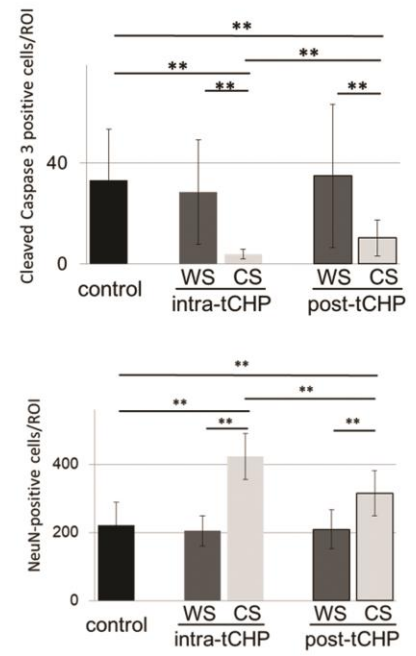 Cleaved Caspase 3 positive cells/ROI
**
**
**
**
**
40
0
WS CS WS CS
control
intra-tCHP post-tCHP
NeuN-positive cells/ROI
**
**
**
**
**
400
200
0
WS CS WS CS
control
intra-tCHP post-tCHP